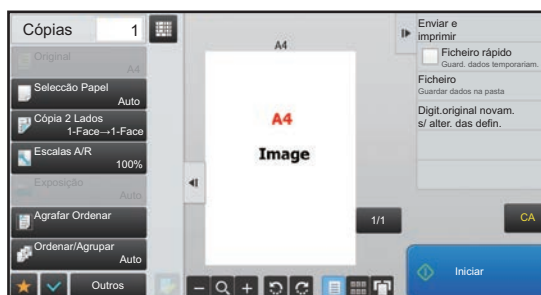 Cópias 1
Original
A4
Selecção Papel
Auto
Cópia 2 Lados
1-Face→1-Face
Escalas A/R
100%
Exposição
Auto
Agrafar Ordenar
Ordenar/Agrupar
Auto
Outros
A4
A4
Image
1/1
Enviar e
imprimir
Ficheiro rápido
Guard. dados temporariam.
Ficheiro
Guardar dados na pasta
Digit.original novam.
s/ alter. das defin.
CA
Iniciar